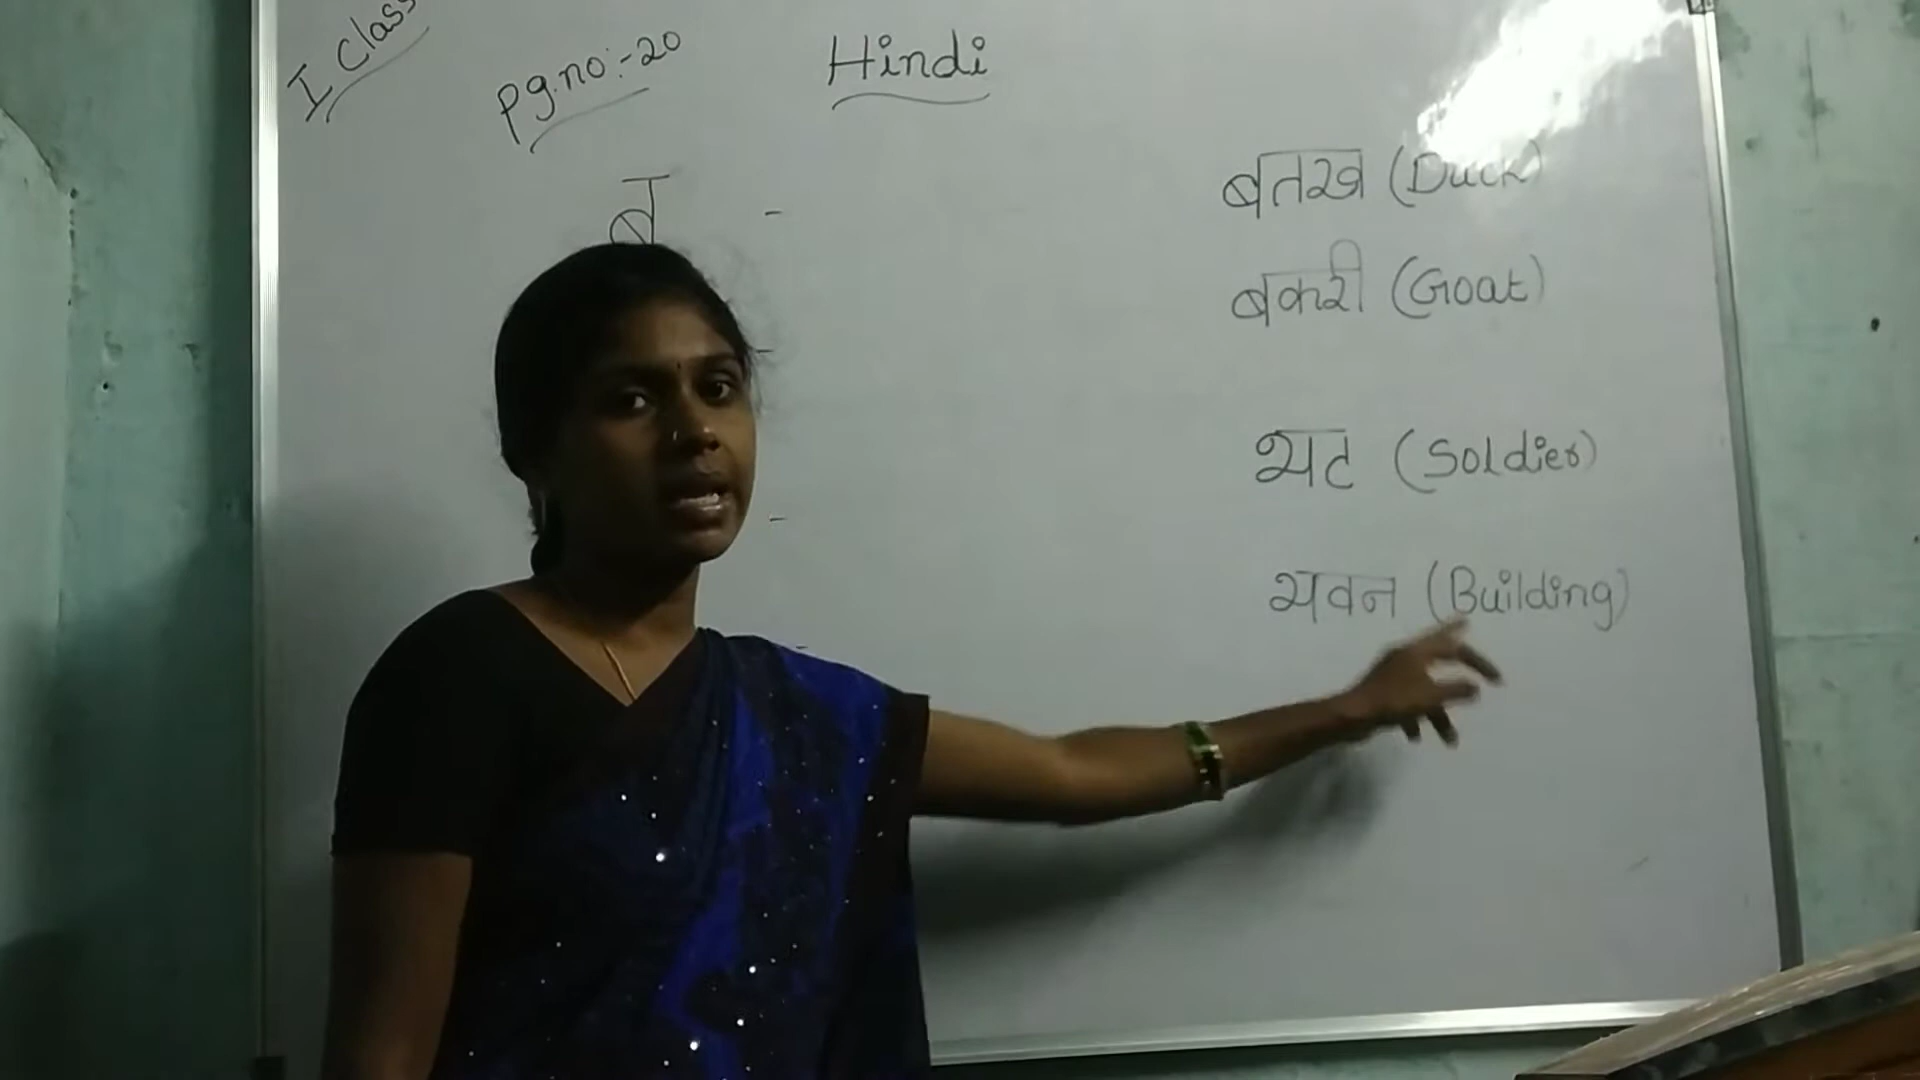 I Class
Pg.no:-20
Hindi
ब - बतख (Duck)
- बकरी (Goat)
- भट (Soldier)
- भवन (Building)